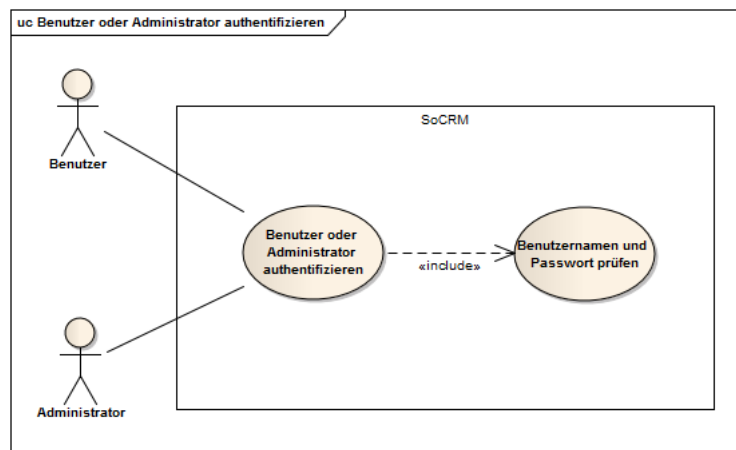 uc Benutzer oder Administrator authentifizieren
SoCRM
Benutzer
Benutzer oder
Administrator
authentifizieren
«include»
Benutzernamen und
Passwort prüfen
Administrator